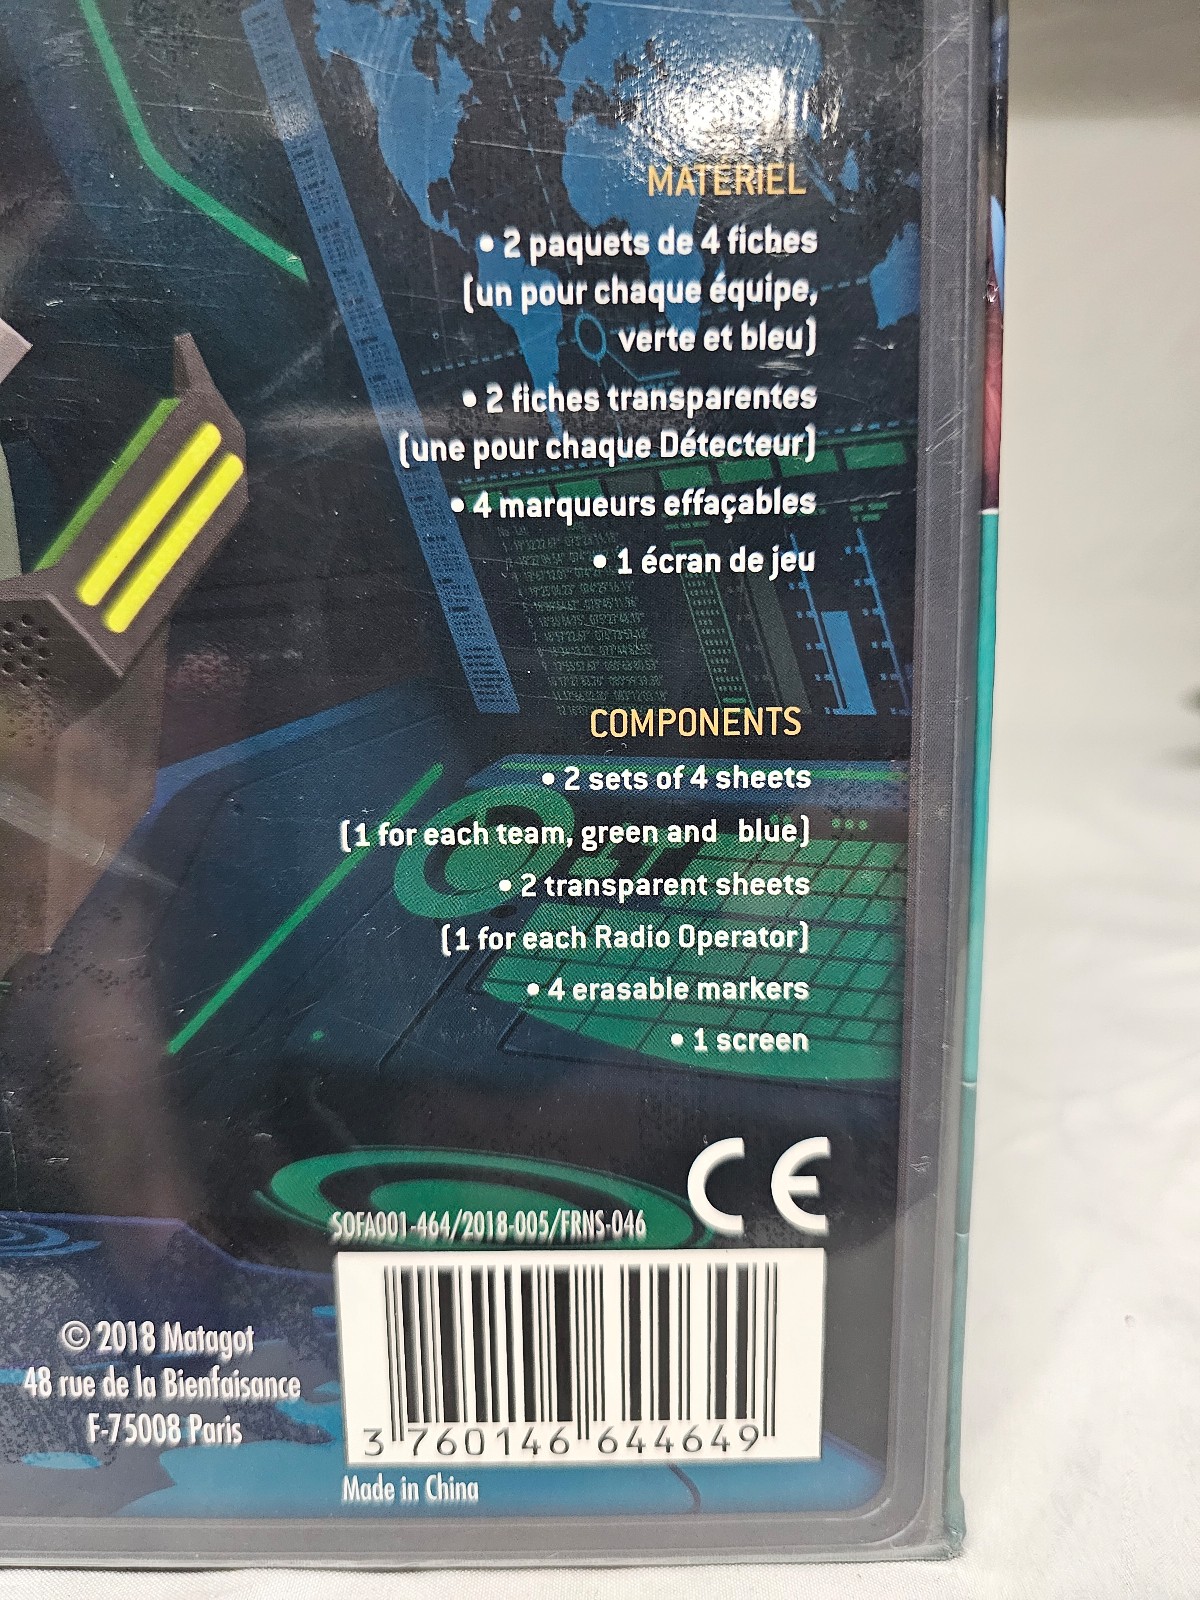 MATÉRIEL
• 2 paquets de 4 fiches
(un pour chaque équipe,
verte et bleu)
• 2 fiches transparentes
(une pour chaque Détecteur)
• 4 marqueurs effaçables
• 1 écran de jeu
COMPONENTS
• 2 sets of 4 sheets
(1 for each team, green and blue)
• 2 transparent sheets
(1 for each Radio Operator)
• 4 erasable markers
• 1 screen
CE
SOFA001-464/2018-005/FRNS-046
© 2018 Matagot
48 rue de la Bienfaisance
F-75008 Paris
3 760146 644649
Made in China